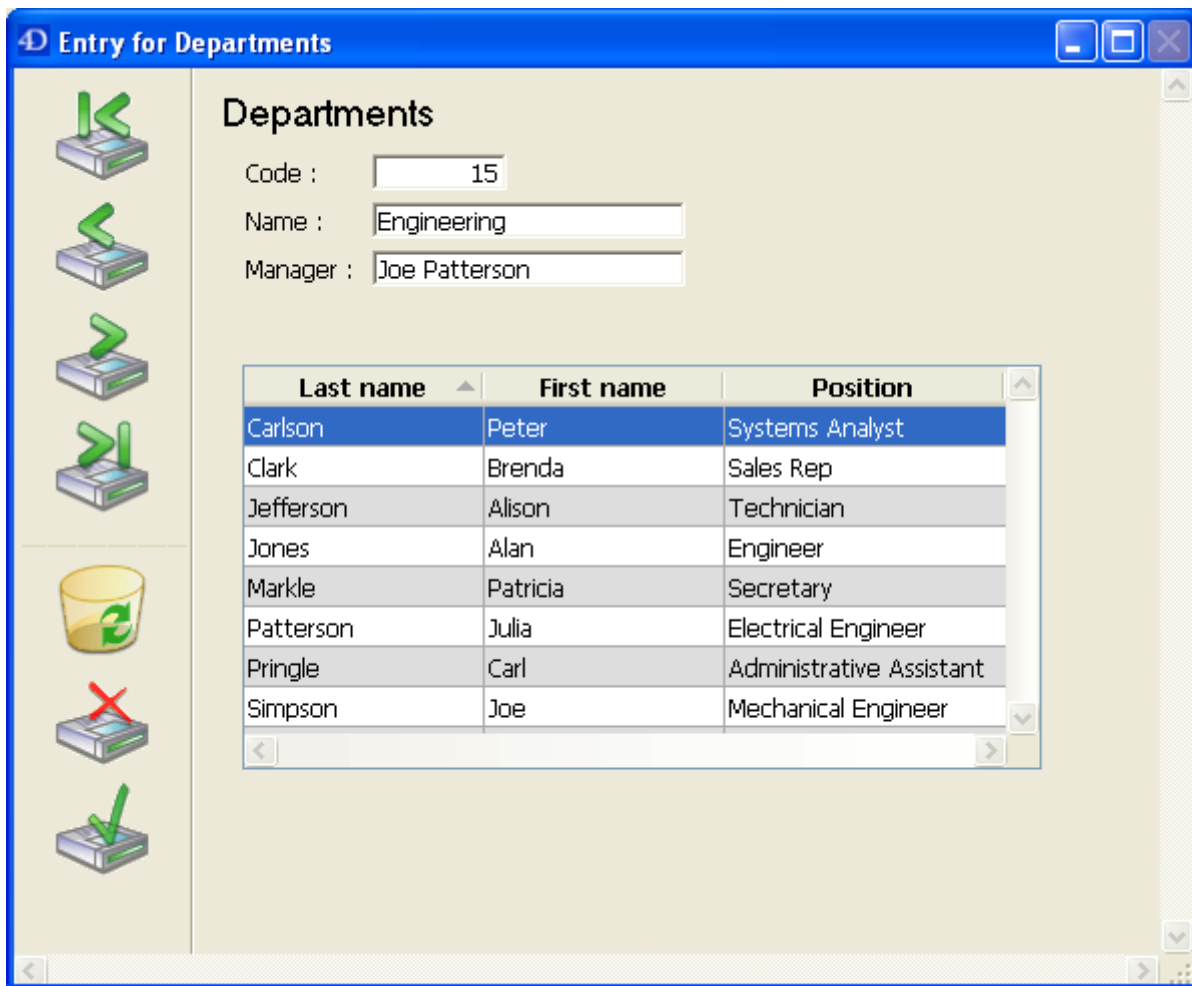 4D Entry for Departments
Departments
Code : 15
Name : Engineering
Manager : Joe Patterson
Last name First name Position
Carlson Peter Systems Analyst
Clark Brenda Sales Rep
Jefferson Alison Technician
Jones Alan Engineer
Markle Patricia Secretary
Patterson Julia Electrical Engineer
Pringle Carl Administrative Assistant
Simpson Joe Mechanical Engineer